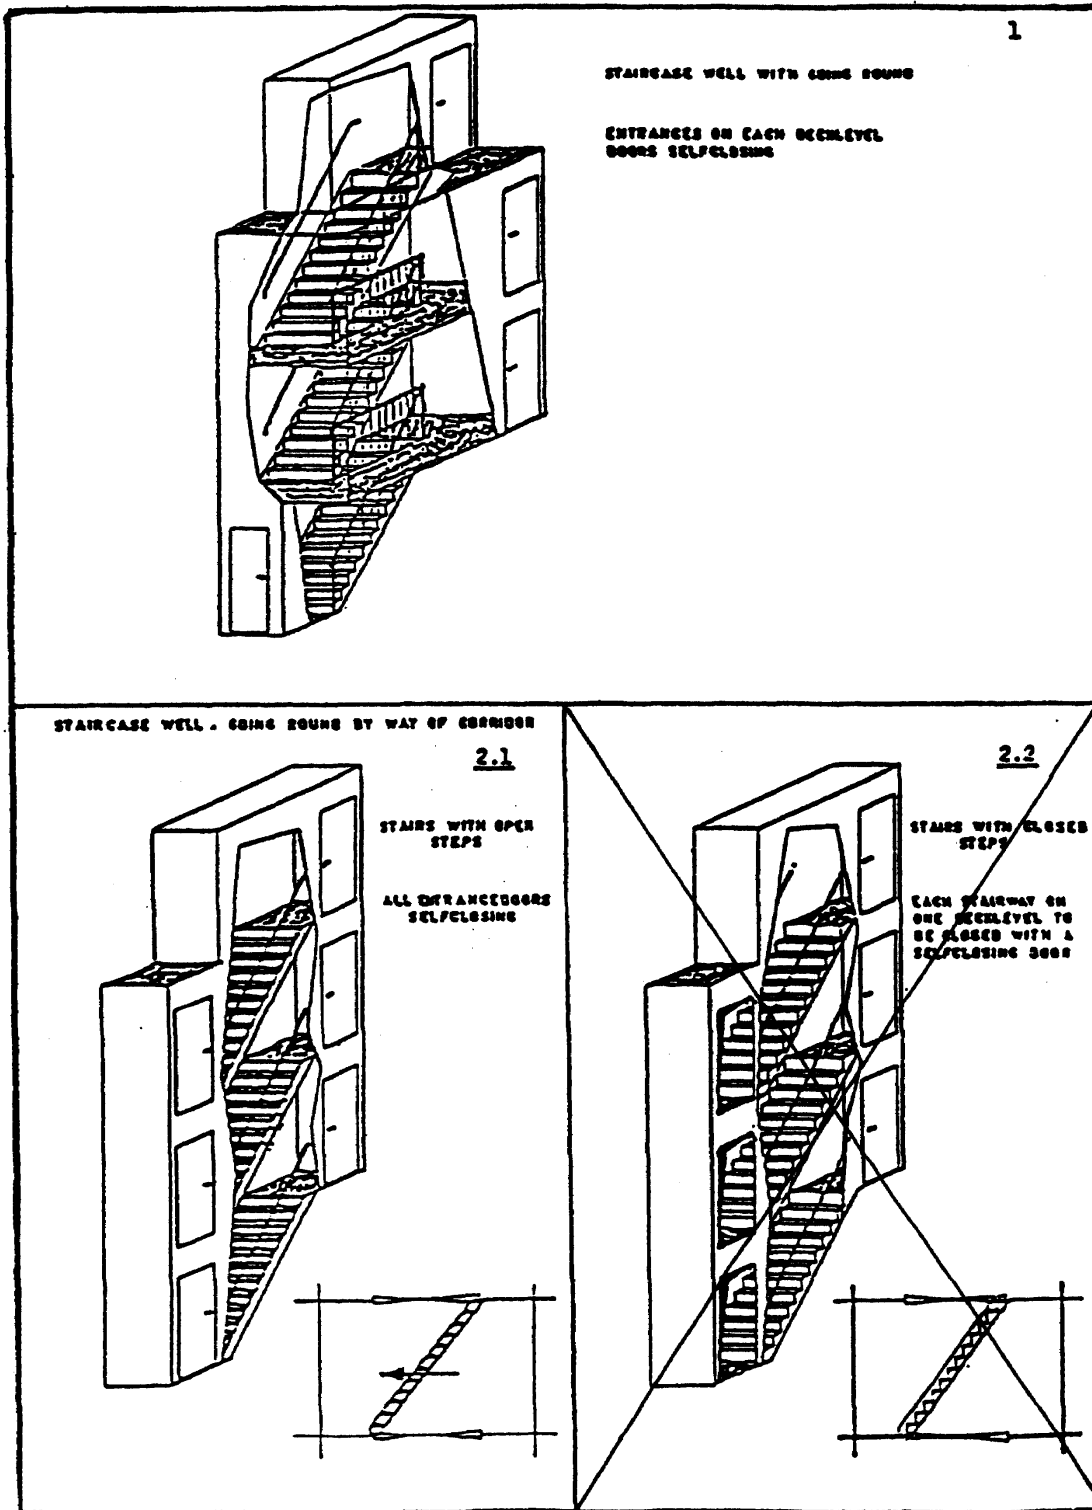 1
STAIRCASE WELL WITH GOING ROUND
ENTRANCES ON EACH DECKLEVEL
DOORS SELFCLOSING
STAIRCASE WELL. GOING ROUND BY WAY OF CORRIDOR
2.1
STAIRS WITH OPEN
STEPS
ALL ENTRANCEDOORS
SELFCLOSING
2.2
STAIRS WITH CLOSED
STEPS
EACH STAIRWAY ON
ONE DECKLEVEL TO
BE CLOSED WITH A
SELFCLOSING DOOR